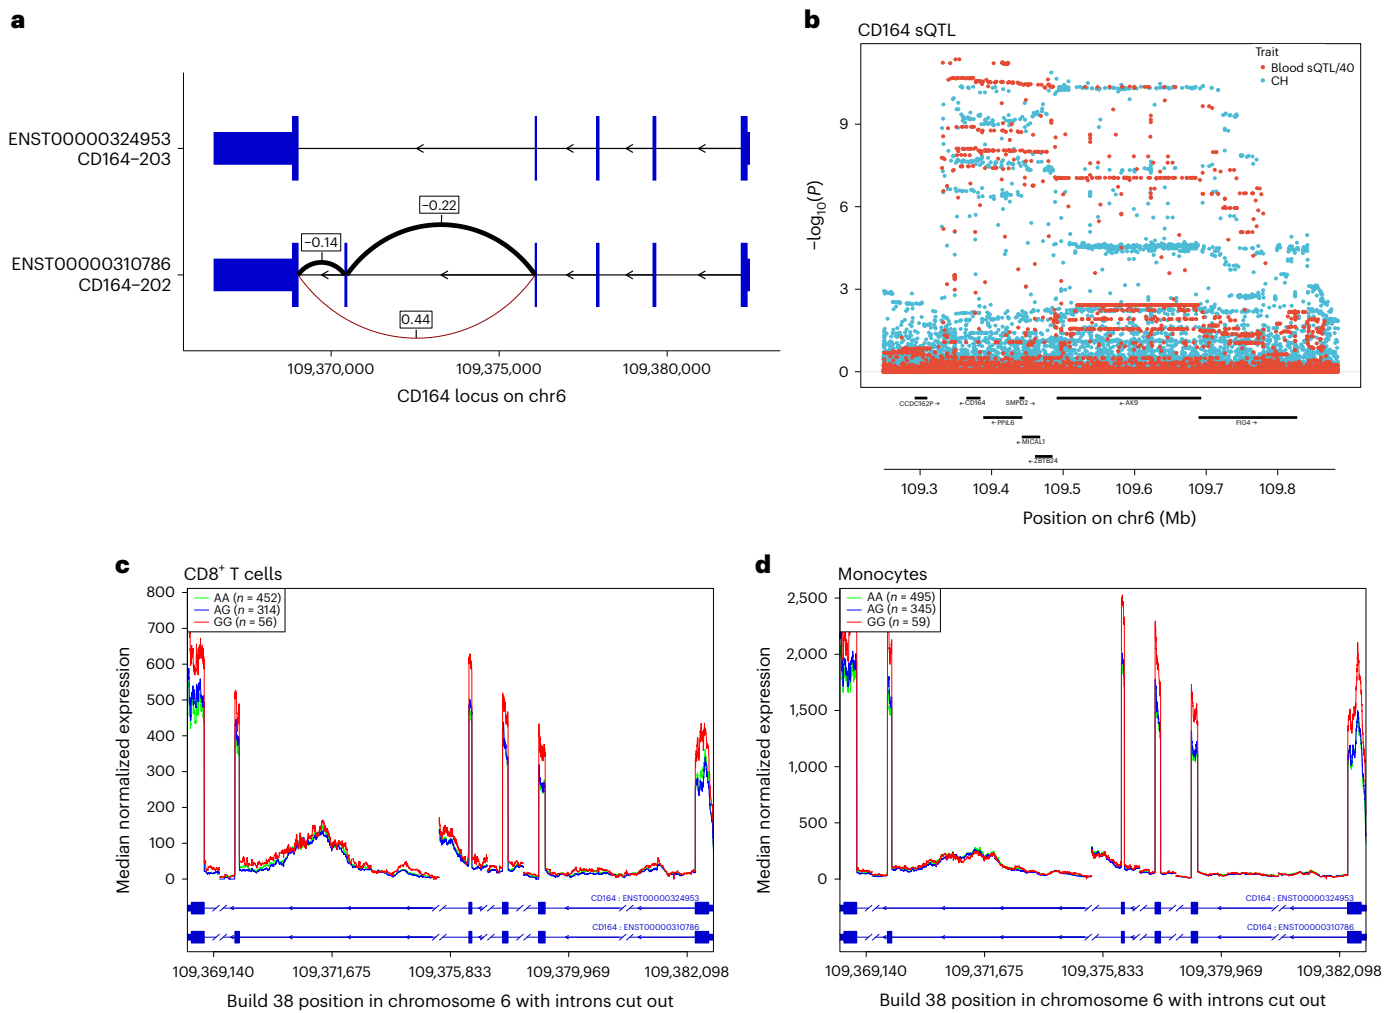 a
ENST00000324953
CD164–203
ENST00000310786
CD164–202
−0.14
−0.22
0.44
109,370,000
109,375,000
109,380,000
CD164 locus on chr6
b
CD164 sQTL
Trait
Blood sQTL/40
CH
−log10(P)
9
6
3
0
CCDC162P →
← CD164
SMPD2 →
← AK9
← PPIL6
FIG4 →
← MICAL1
← ZBTB24
109.3
109.4
109.5
109.6
109.7
109.8
Position on chr6 (Mb)
c
CD8+ T cells
AA (n = 452)
AG (n = 314)
GG (n = 56)
Median normalized expression
800
700
600
500
400
300
200
100
0
CD164 : ENST00000324953
CD164 : ENST00000310786
109,369,140
109,371,675
109,375,833
109,379,969
109,382,098
Build 38 position in chromosome 6 with introns cut out
d
Monocytes
AA (n = 495)
AG (n = 345)
GG (n = 59)
Median normalized expression
2,500
2,000
1,500
1,000
500
0
CD164 : ENST00000324953
CD164 : ENST00000310786
109,369,140
109,371,675
109,375,833
109,379,969
109,382,098
Build 38 position in chromosome 6 with introns cut out